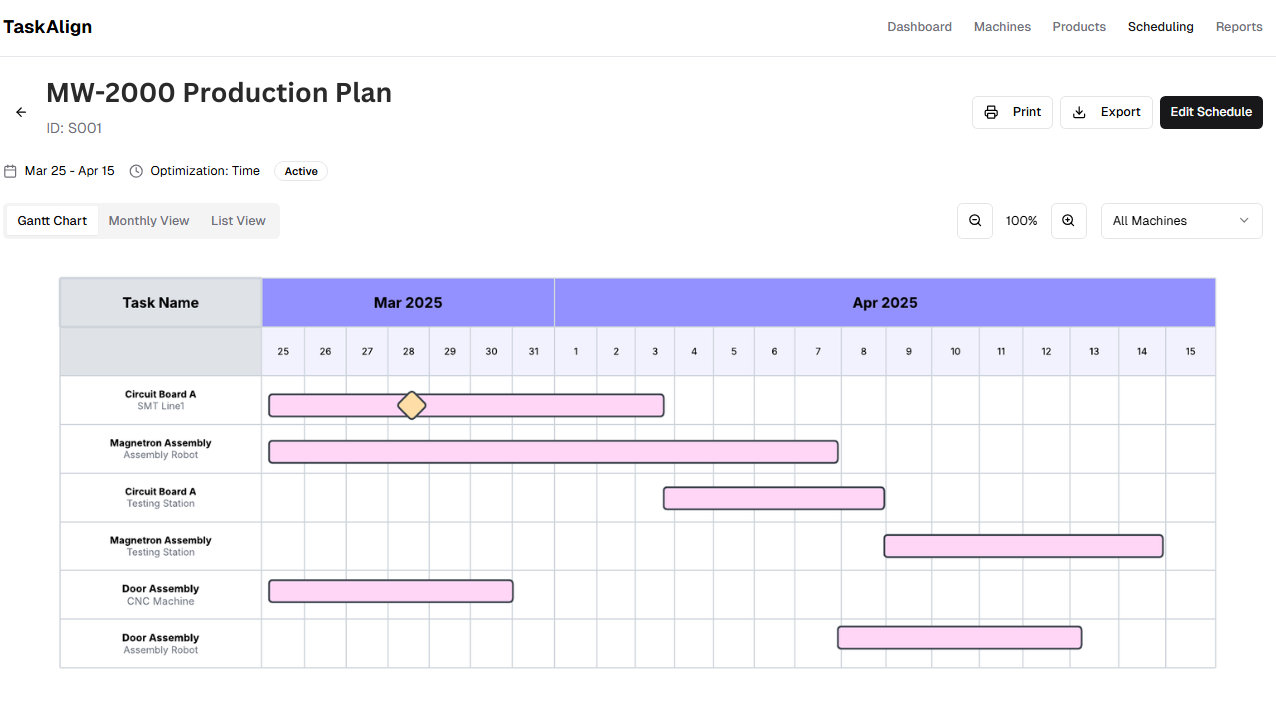 TaskAlign Dashboard Machines Products Scheduling Reports
MW-2000 Production Plan
ID: S001
Print Export Edit Schedule
Mar 25 - Apr 15 Optimization: Time Active
Gantt Chart Monthly View List View 100% All Machines
Task Name Mar 2025 Apr 2025
25 26 27 28 29 30 31 1 2 3 4 5 6 7 8 9 10 11 12 13 14 15
Circuit Board A
SMT Line1
Magnetron Assembly
Assembly Robot
Circuit Board A
Testing Station
Magnetron Assembly
Testing Station
Door Assembly
CNC Machine
Door Assembly
Assembly Robot